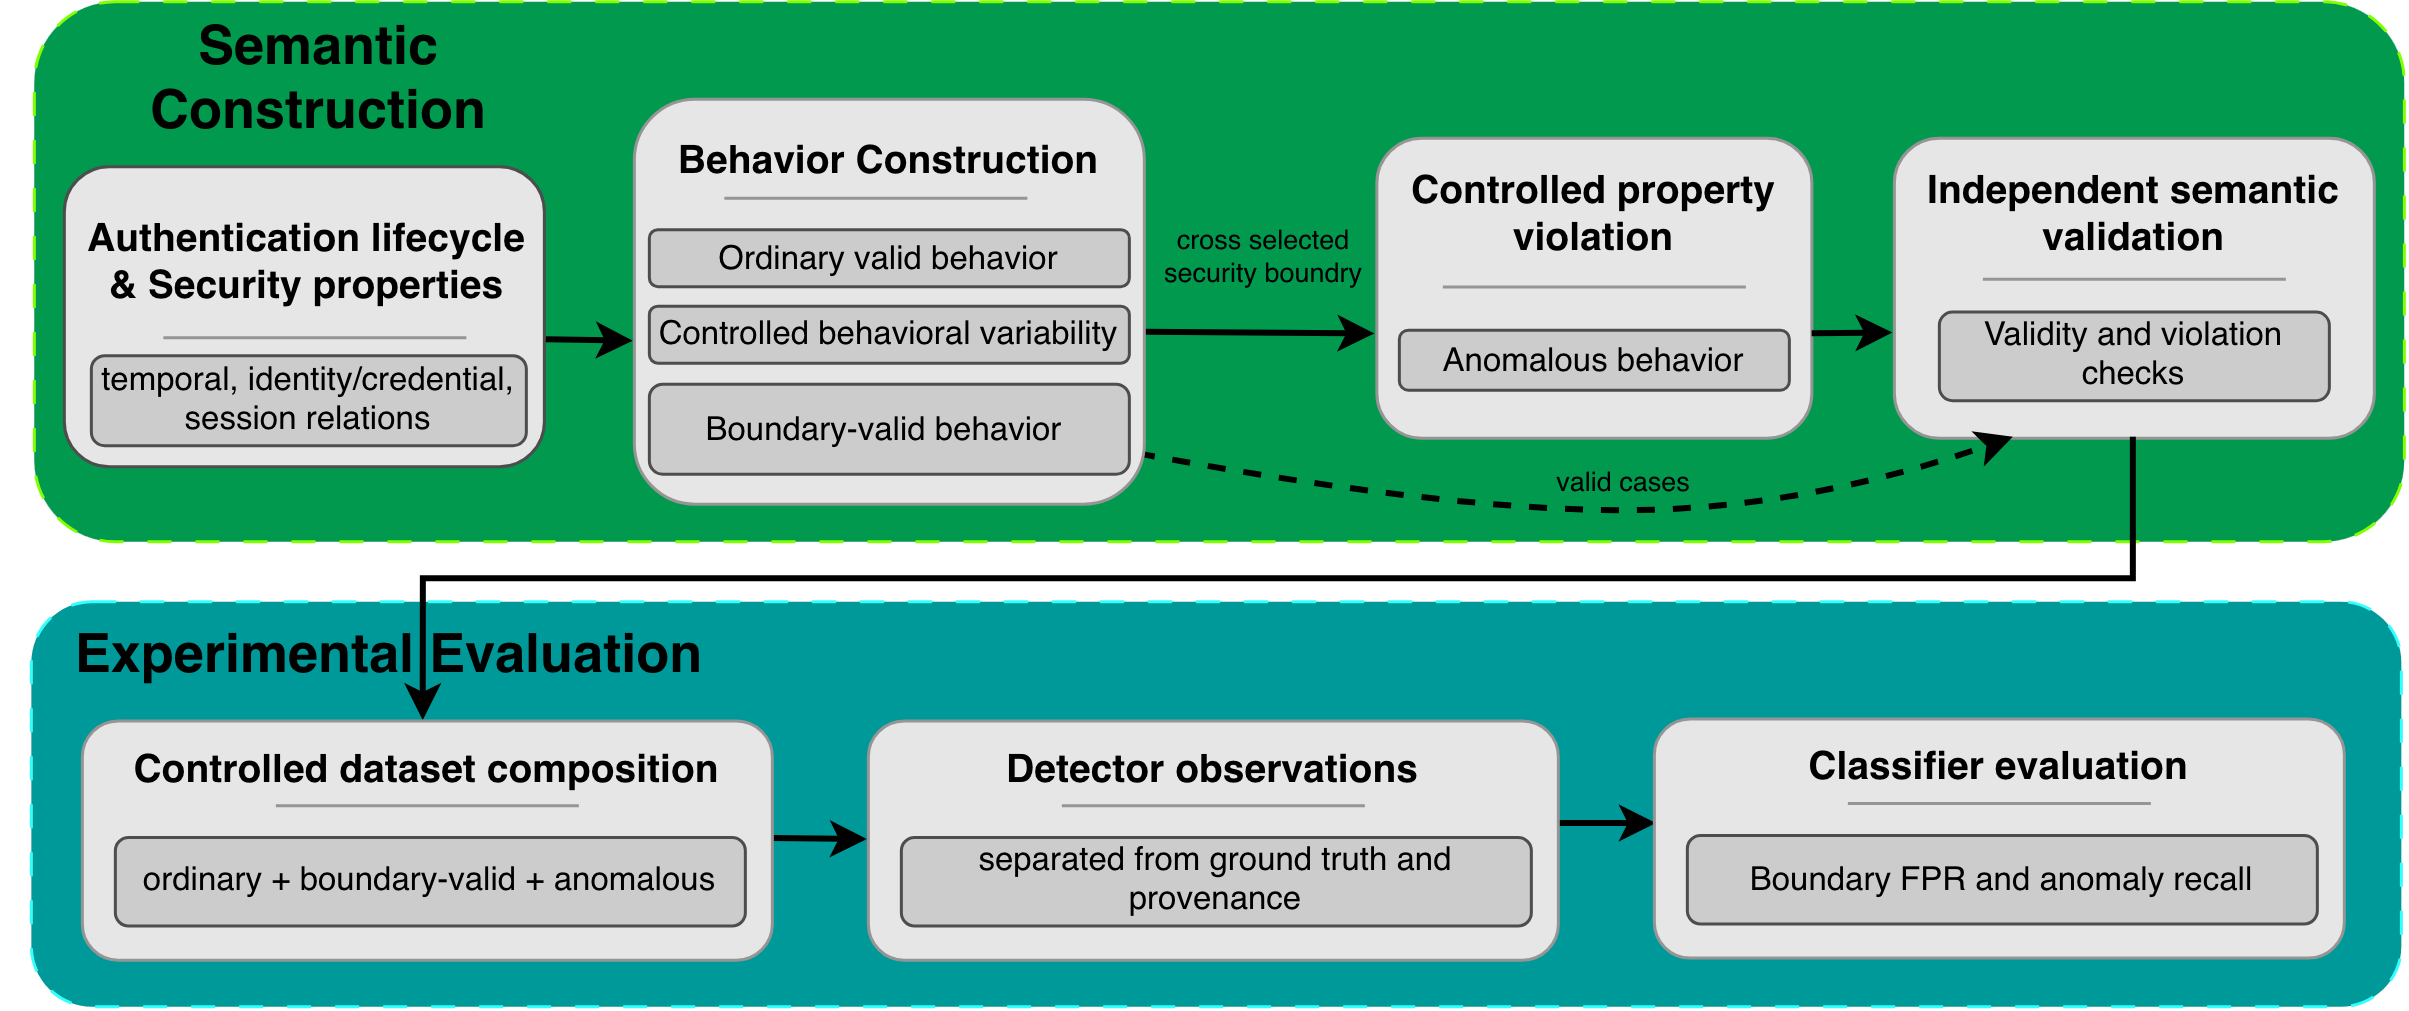 Semantic
Construction
Authentication lifecycle
& Security properties
temporal, identity/credential,
session relations
Behavior Construction
Ordinary valid behavior
Controlled behavioral variability
Boundary-valid behavior
cross selected
security boundry
Controlled property
violation
Anomalous behavior
Independent semantic
validation
Validity and violation
checks
valid cases
Experimental Evaluation
Controlled dataset composition
ordinary + boundary-valid + anomalous
Detector observations
separated from ground truth and
provenance
Classifier evaluation
Boundary FPR and anomaly recall